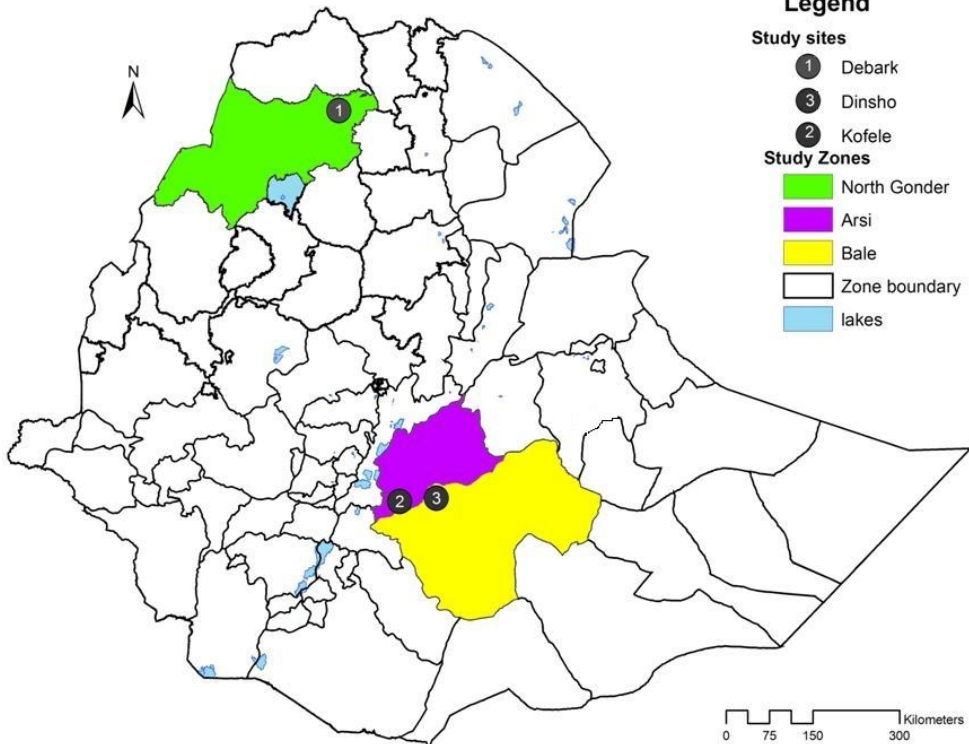 Legend
Study sites
1 Debark
3 Dinsho
2 Kofele
Study Zones
North Gonder
Arsi
Bale
Zone boundary
lakes
N
1
2
3
Kilometers
0 75 150 300